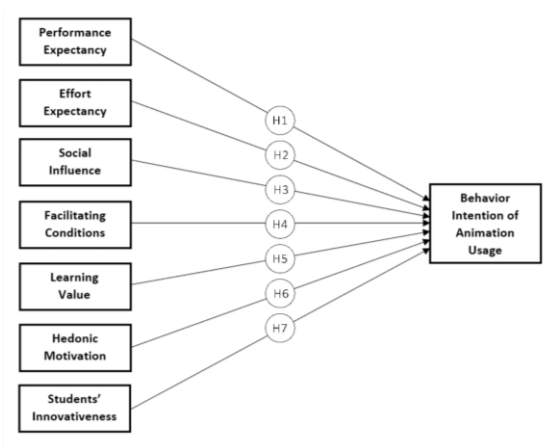 Performance
Expectancy
Effort
Expectancy
Social
Influence
Facilitating
Conditions
Learning
Value
Hedonic
Motivation
Students’
Innovativeness
H1
H2
H3
H4
H5
H6
H7
Behavior
Intention of
Animation
Usage